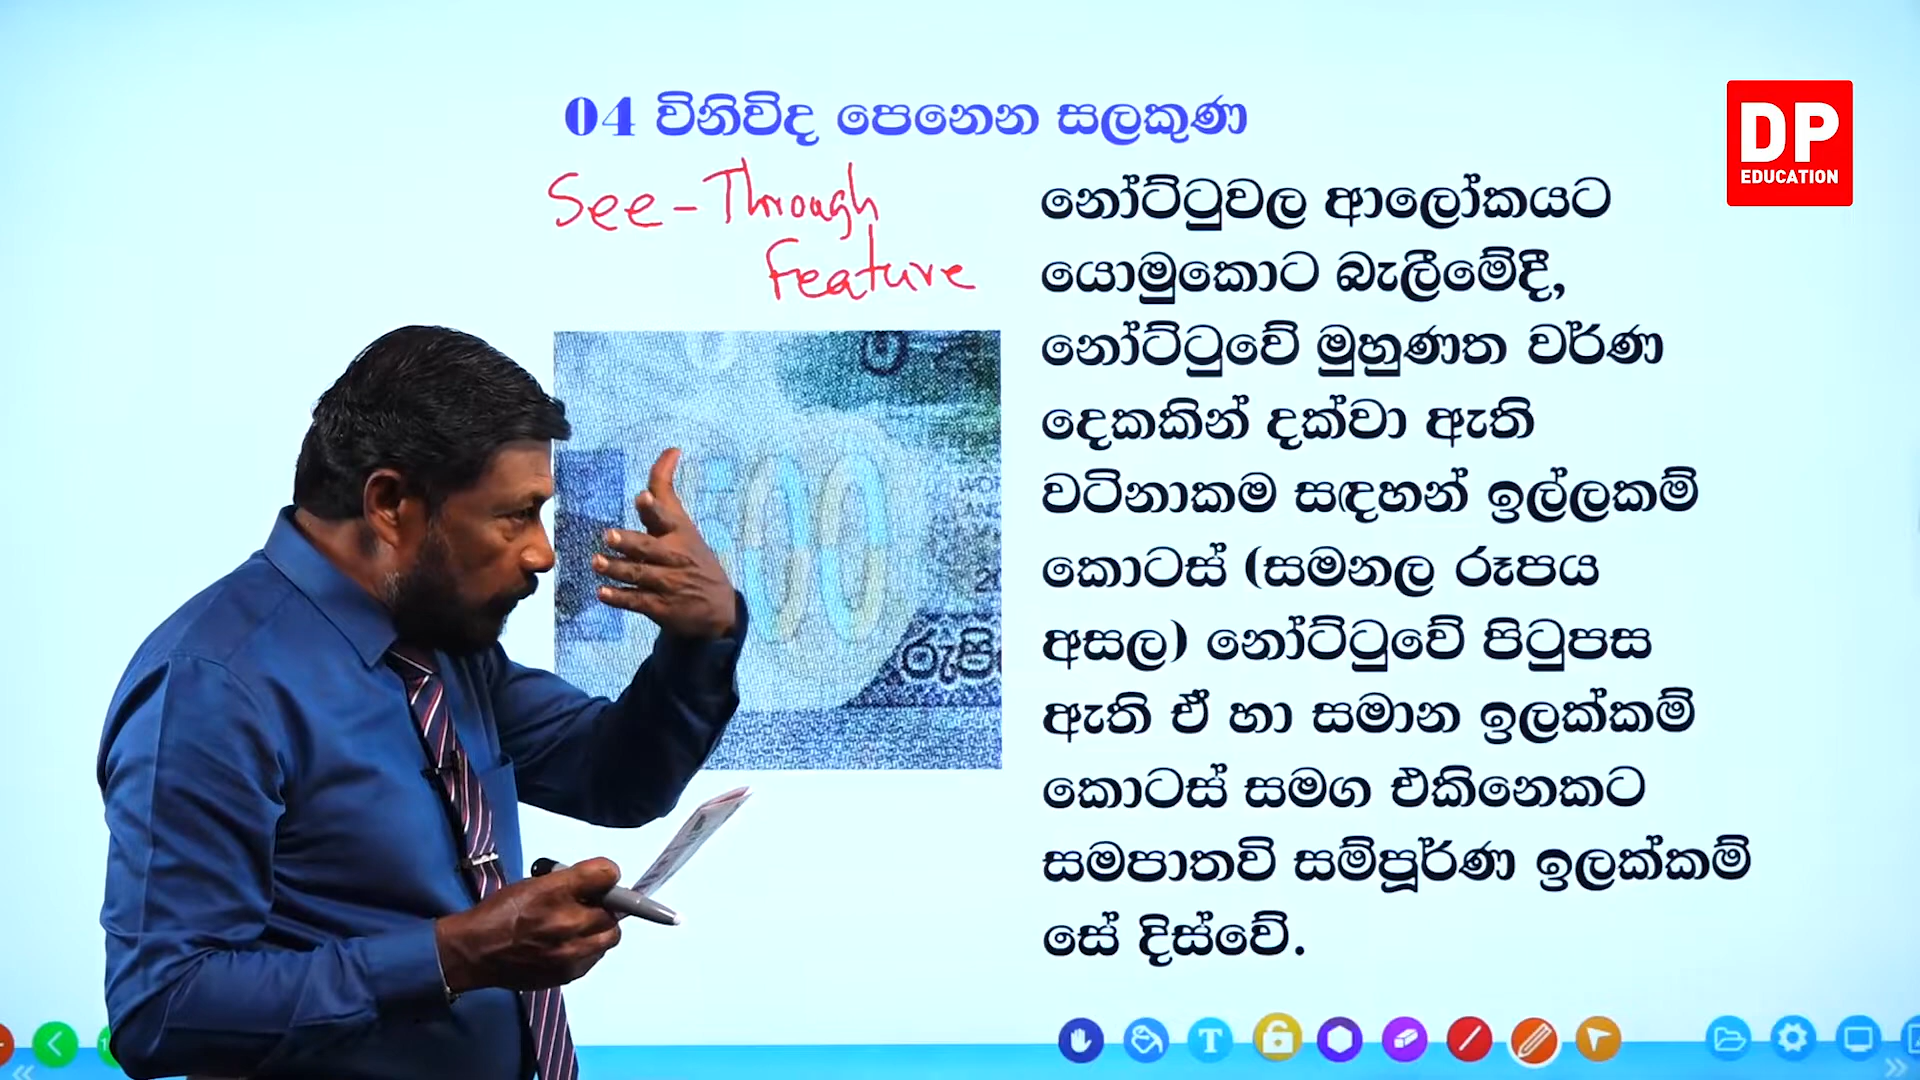 04 විනිවිද පෙනෙන සලකුණ
See-Through
Feature
DP
EDUCATION
නෝට්ටුවල ආලෝකයට
යොමුකොට බැලීමේදී,
නෝට්ටුවේ මුහුණත වර්ණ
දෙකකින් දක්වා ඇති
වටිනාකම සඳහන් ඉල්ලකම්
කොටස් (සමනල රූපය
අසල) නෝට්ටුවේ පිටුපස
ඇති ඒ හා සමාන ඉලක්කම්
කොටස් සමග එකිනෙකට
සමපාතවි සම්පූර්ණ ඉලක්කම්
සේ දිස්වේ.
500
රුපි
T